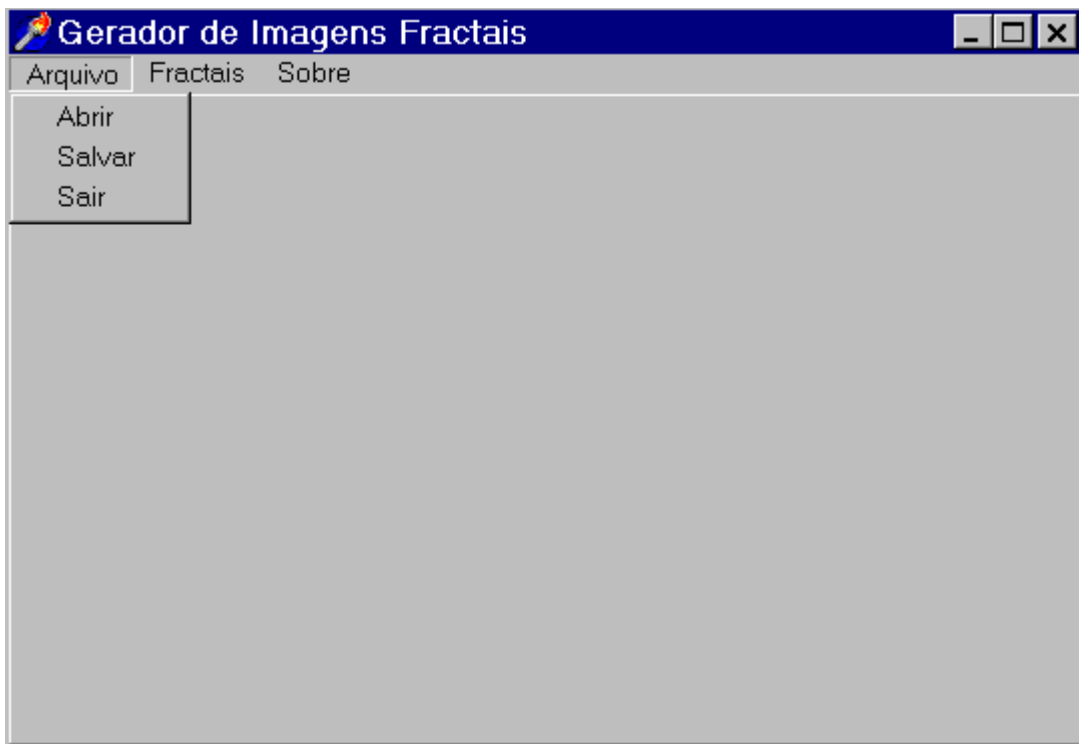 Gerador de Imagens Fractais
Arquivo Fractais Sobre
Abrir
Salvar
Sair